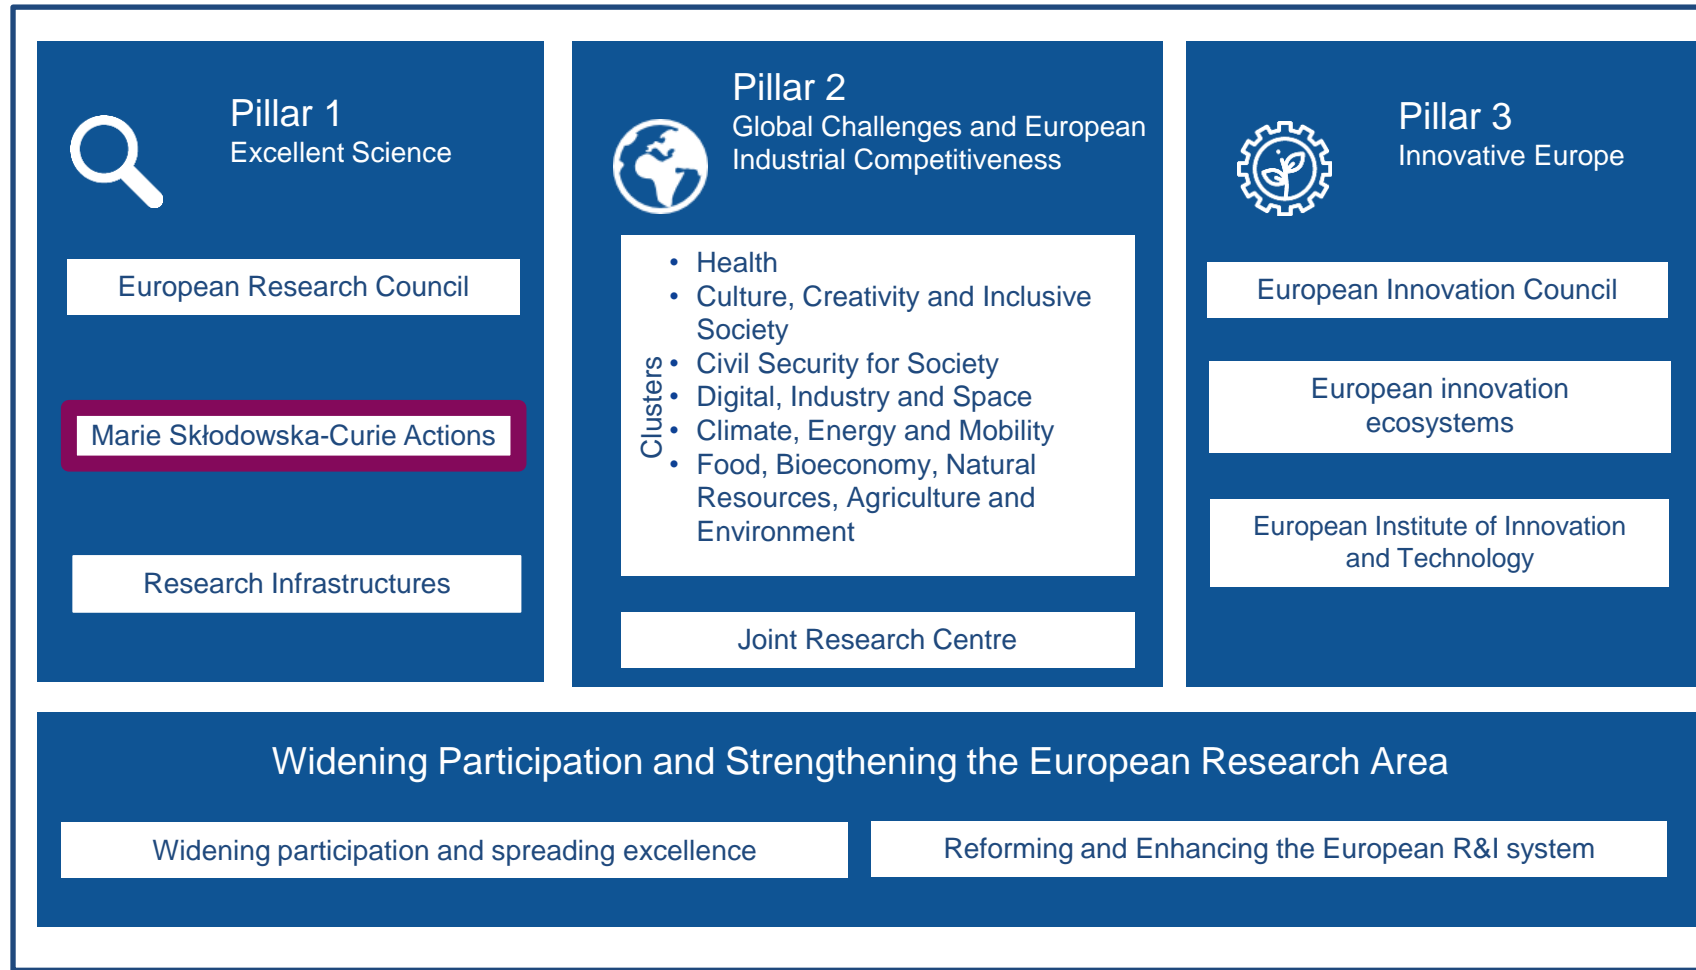 Pillar 1
Excellent Science
European Research Council
Marie Skłodowska-Curie Actions
Research Infrastructures
Pillar 2
Global Challenges and European
Industrial Competitiveness
Clusters
• Health
• Culture, Creativity and Inclusive
Society
• Civil Security for Society
• Digital, Industry and Space
• Climate, Energy and Mobility
• Food, Bioeconomy, Natural
Resources, Agriculture and
Environment
Joint Research Centre
Pillar 3
Innovative Europe
European Innovation Council
European innovation
ecosystems
European Institute of Innovation
and Technology
Widening Participation and Strengthening the European Research Area
Widening participation and spreading excellence
Reforming and Enhancing the European R&I system